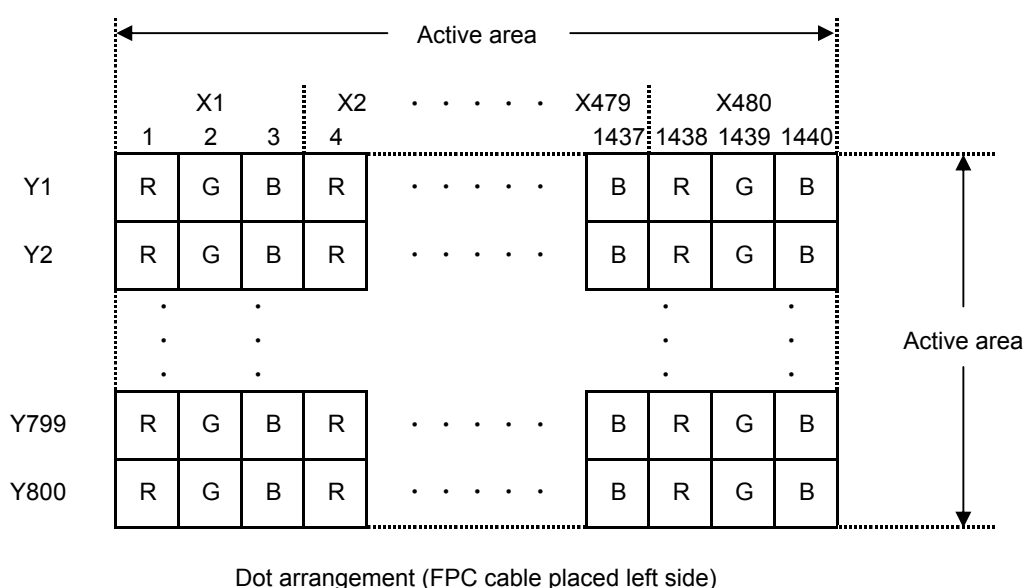 Active area
X1 X2 ・ ・ ・ ・ ・ X479 X480
1 2 3 4 1437 1438 1439 1440
Y1 R G B R ・ ・ ・ ・ ・ B R G B
Y2 R G B R ・ ・ ・ ・ ・ B R G B
・ ・ ・ ・
・ ・ ・ ・
Active area
・ ・ ・ ・
Y799 R G B R ・ ・ ・ ・ ・ B R G B
Y800 R G B R ・ ・ ・ ・ ・ B R G B
Dot arrangement (FPC cable placed left side)